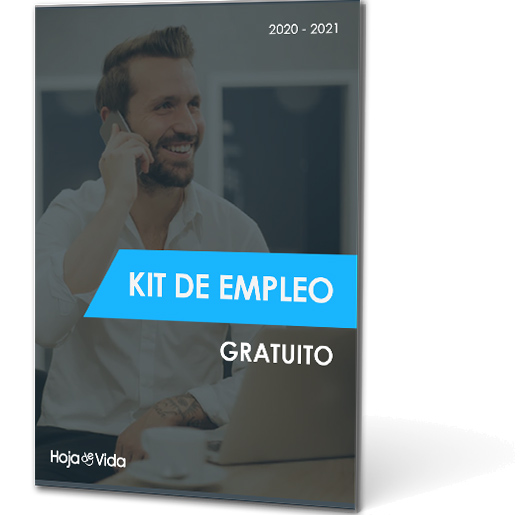 2020 - 2021
KIT DE EMPLEO
GRATUITO
Hoja de Vida